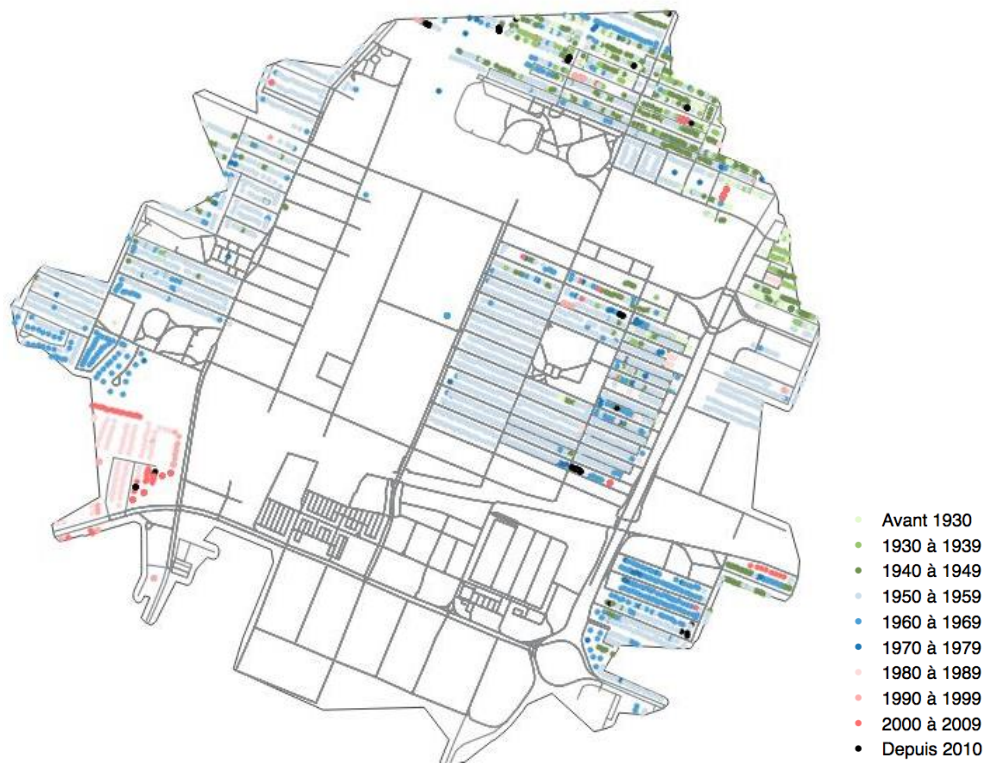 Avant 1930
1930 à 1939
1940 à 1949
1950 à 1959
1960 à 1969
1970 à 1979
1980 à 1989
1990 à 1999
2000 à 2009
Depuis 2010